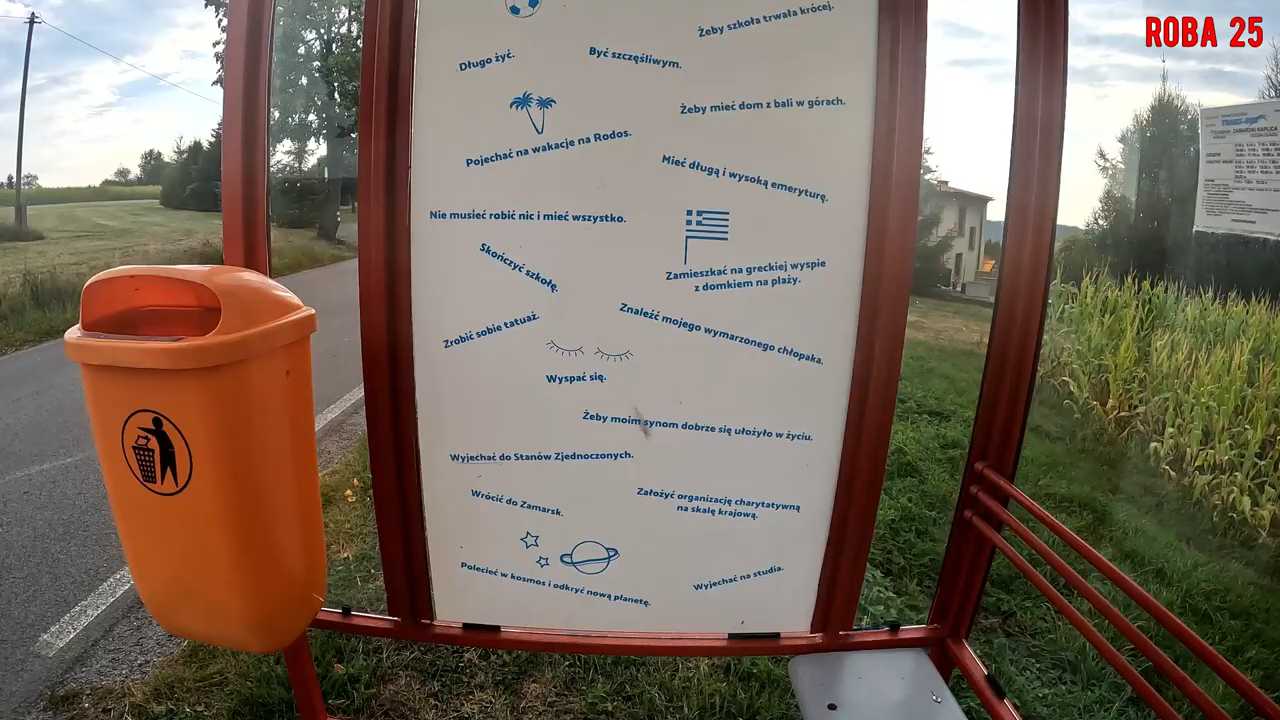 ROBA 25
Żeby szkoła trwała krócej.
Długo żyć.
Być szczęśliwym.
Żeby mieć dom z bali w górach.
Pojechać na wakacje na Rodos.
Mieć długą i wysoką emeryturę.
Nie musieć robić nic i mieć wszystko.
Skończyć szkołę.
Zamieszkać na greckiej wyspie
z domkiem na plaży.
Zrobić sobie tatuaż.
Znaleźć mojego wymarzonego chłopaka.
Wyspać się.
Żeby moim synom dobrze się ułożyło w życiu.
Wyjechać do Stanów Zjednoczonych.
Wrócić do Zamarsk.
Założyć organizację charytatywną
na skalę krajową.
Polecieć w kosmos i odkryć nową planetę.
Wyjechać na studia.
ZAMARSKI KAPLICA